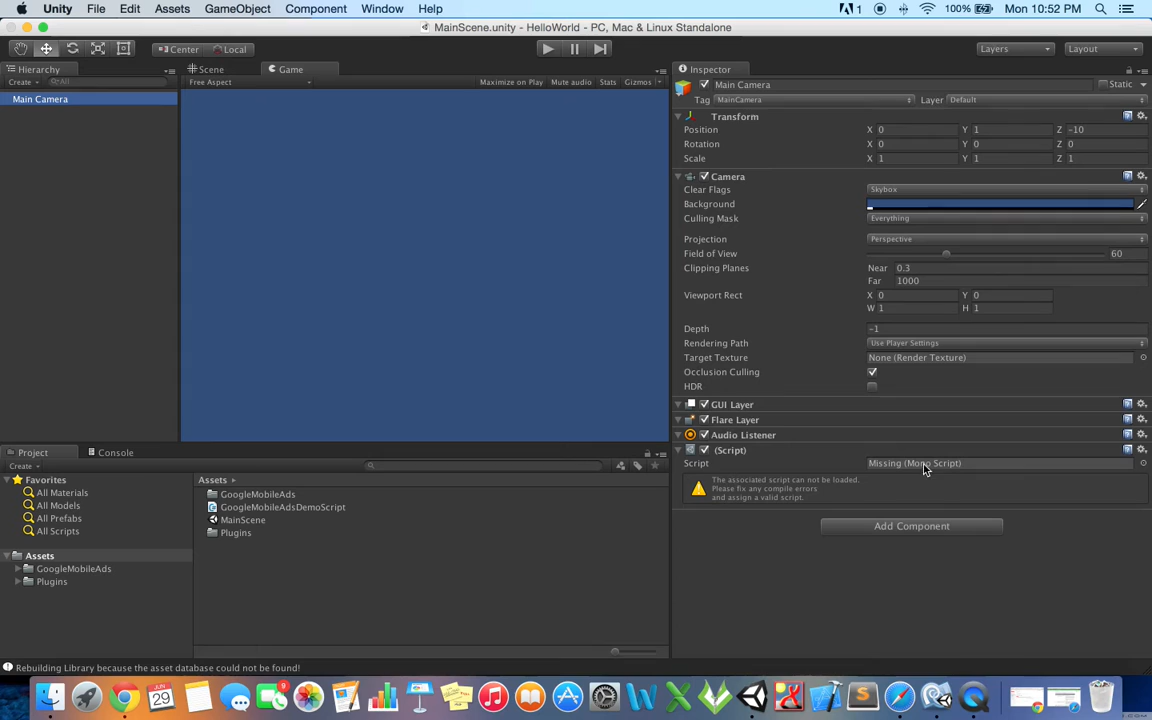 Unity File Edit Assets GameObject Component Window Help 1 100% Mon 10:52 PM
MainScene.unity - HelloWorld - PC, Mac & Linux Standalone
Center Local Layers Layout
Hierarchy Scene Game Inspector
Create All Free Aspect Maximize on Play Mute audio Stats Gizmos
Main Camera Static
Main Camera
Tag MainCamera Layer Default
Transform
Position X 0 Y 1 Z -10
Rotation X 0 Y 0 Z 0
Scale X 1 Y 1 Z 1
Camera
Clear Flags Skybox
Background
Culling Mask Everything
Projection Perspective
Field of View 60
Clipping Planes Near 0.3
Far 1000
Viewport Rect X 0 Y 0
W 1 H 1
Depth -1
Rendering Path Use Player Settings
Target Texture None (Render Texture)
Occlusion Culling
HDR
GUI Layer
Flare Layer
Audio Listener
(Script)
Script Missing (Mono Script)
The associated script can not be loaded.
Please fix any compile errors
and assign a valid script.
Add Component
Project Console
Create
Favorites
All Materials
All Models
All Prefabs
All Scripts
Assets
GoogleMobileAds
Plugins
Assets
GoogleMobileAds
GoogleMobileAdsDemoScript
MainScene
Plugins
Rebuilding Library because the asset database could not be found!
JUN
29
9